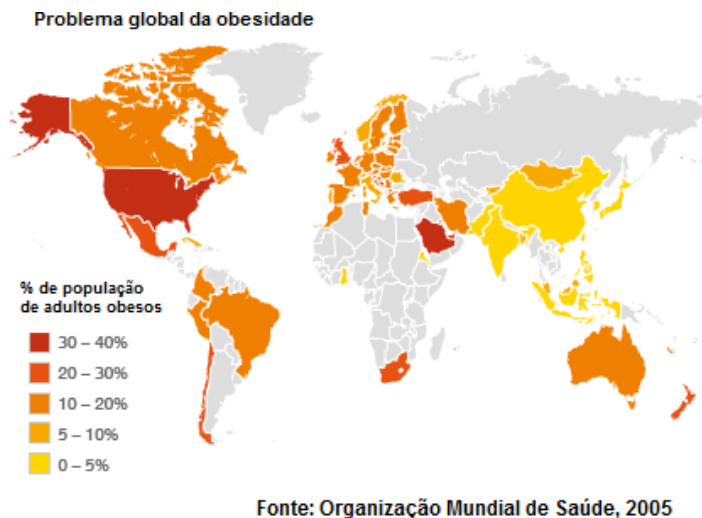 Problema global da obesidade
% de população
de adultos obesos
30 – 40%
20 – 30%
10 – 20%
5 – 10%
0 – 5%
Fonte: Organização Mundial de Saúde, 2005